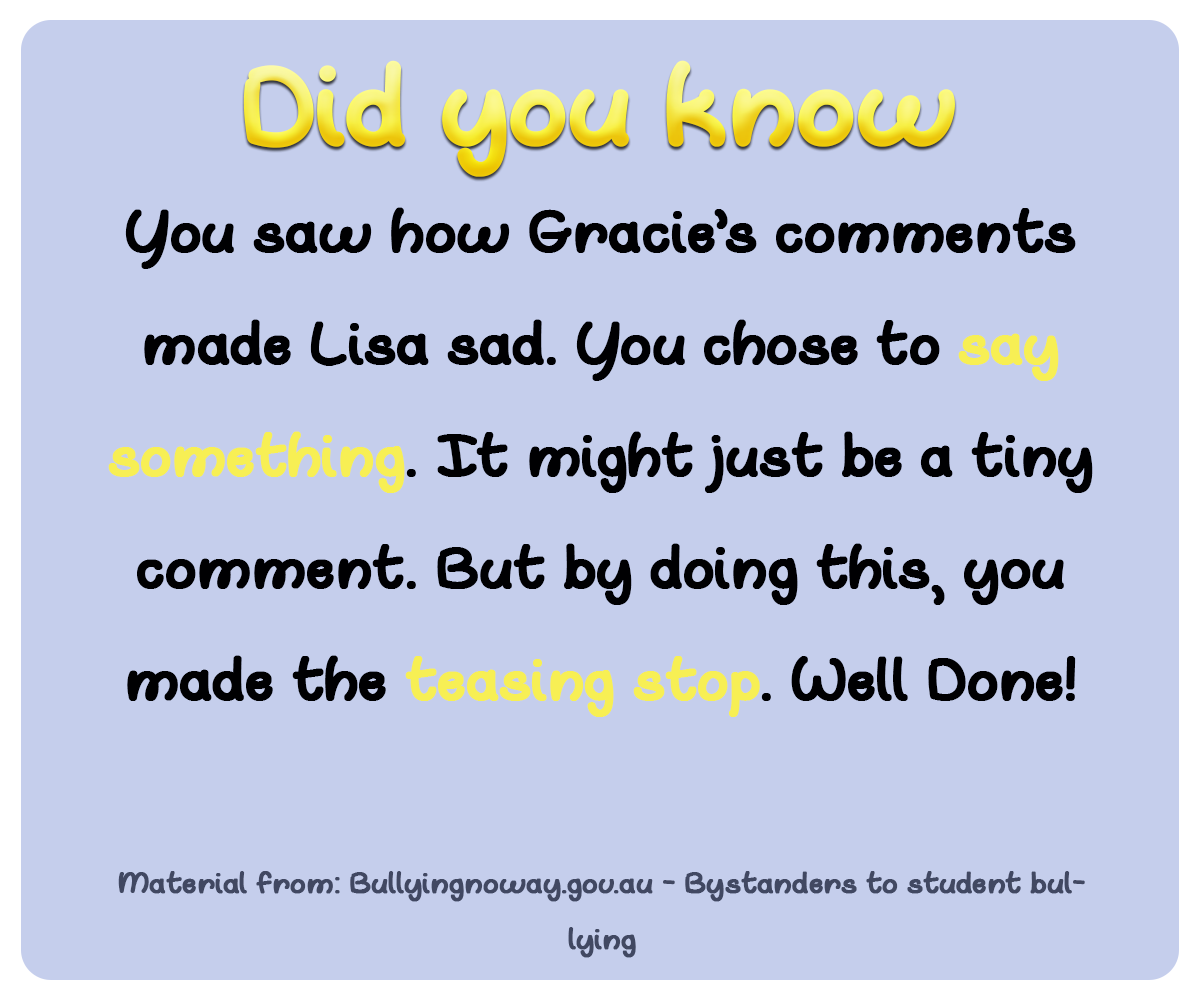 Did you know
You saw how Gracie’s comments
made Lisa sad. You chose to say
something. It might just be a tiny
comment. But by doing this, you
made the teasing stop. Well Done!
Material from: Bullyingnoway.gov.au - Bystanders to student bul-
lying